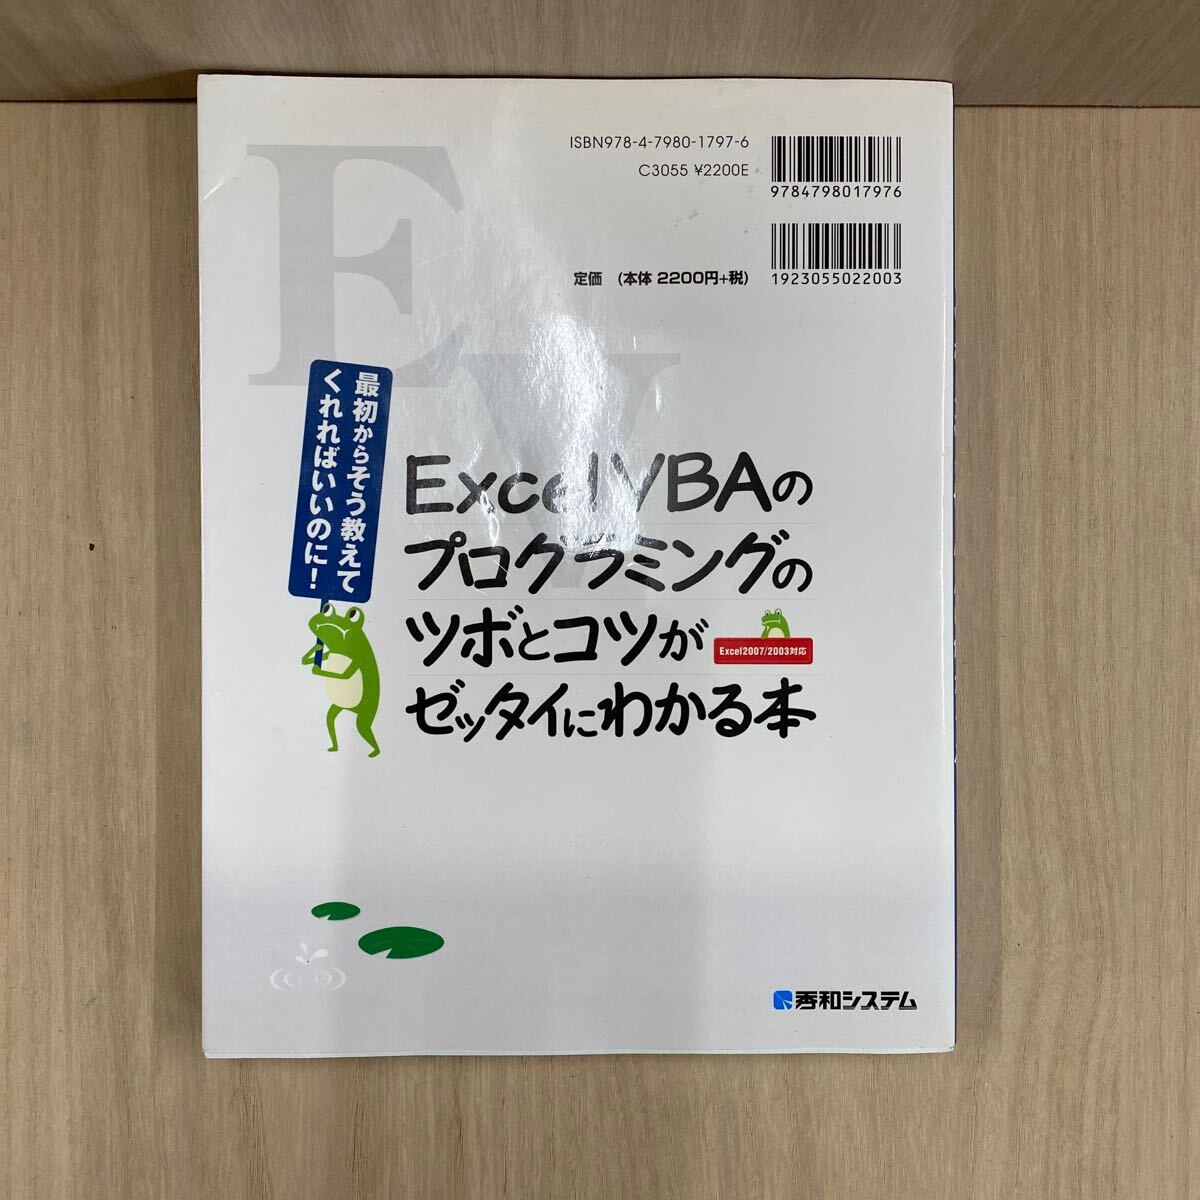 ISBN978-4-7980-1797-6
C3055 ¥2200E
9784798017976
定価 (本体 2200円+税)
1923055022003
EV
最初からそう教えて
くれればいいのに！
ExcelVBAの
プログラミングの
ツボとコツが
Excel2007/2003対応
ゼッタイにわかる本
秀和システム